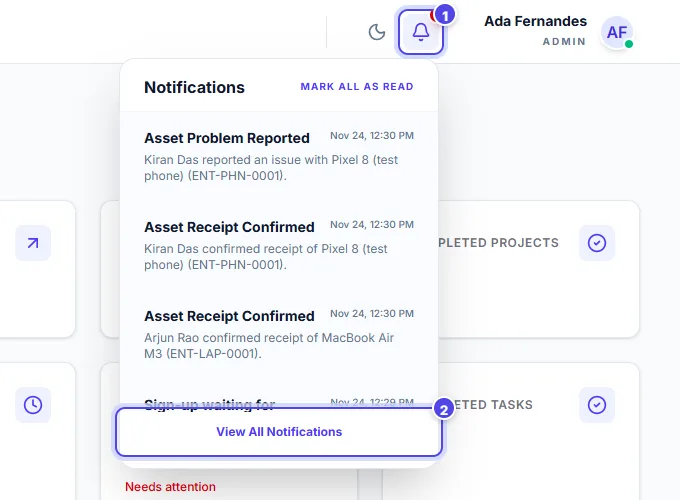 1
Ada Fernandes
ADMIN
AF
Notifications
MARK ALL AS READ
Asset Problem Reported
Nov 24, 12:30 PM
Kiran Das reported an issue with Pixel 8 (test
phone) (ENT-PHN-0001).
Asset Receipt Confirmed
Nov 24, 12:30 PM
Kiran Das confirmed receipt of Pixel 8 (test
phone) (ENT-PHN-0001).
PLETED PROJECTS
Asset Receipt Confirmed
Nov 24, 12:30 PM
Arjun Rao confirmed receipt of MacBook Air
M3 (ENT-LAP-0001).
Sign-up waiting for
Nov 24, 12:29 PM
2
ETED TASKS
View All Notifications
Needs attention